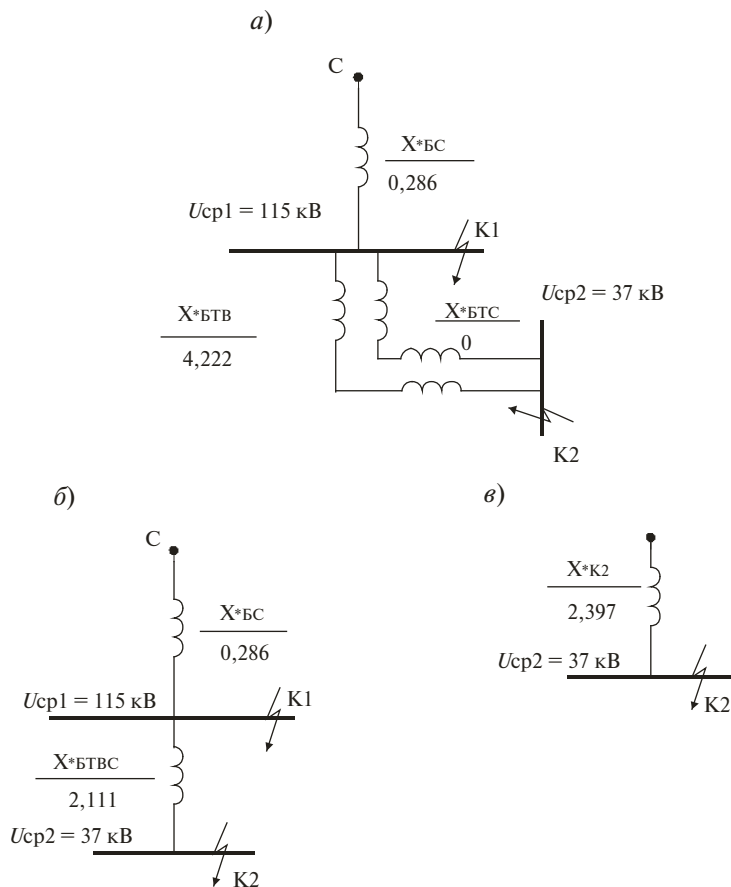 а)
С
X*БС
0,286
Uср1 = 115 кВ
К1
Uср2 = 37 кВ
X*БТВ
4,222
X*БТС
0
К2
б)
С
X*БС
0,286
Uср1 = 115 кВ
К1
X*БТВС
2,111
Uср2 = 37 кВ
К2
в)
X*К2
2,397
Uср2 = 37 кВ
К2